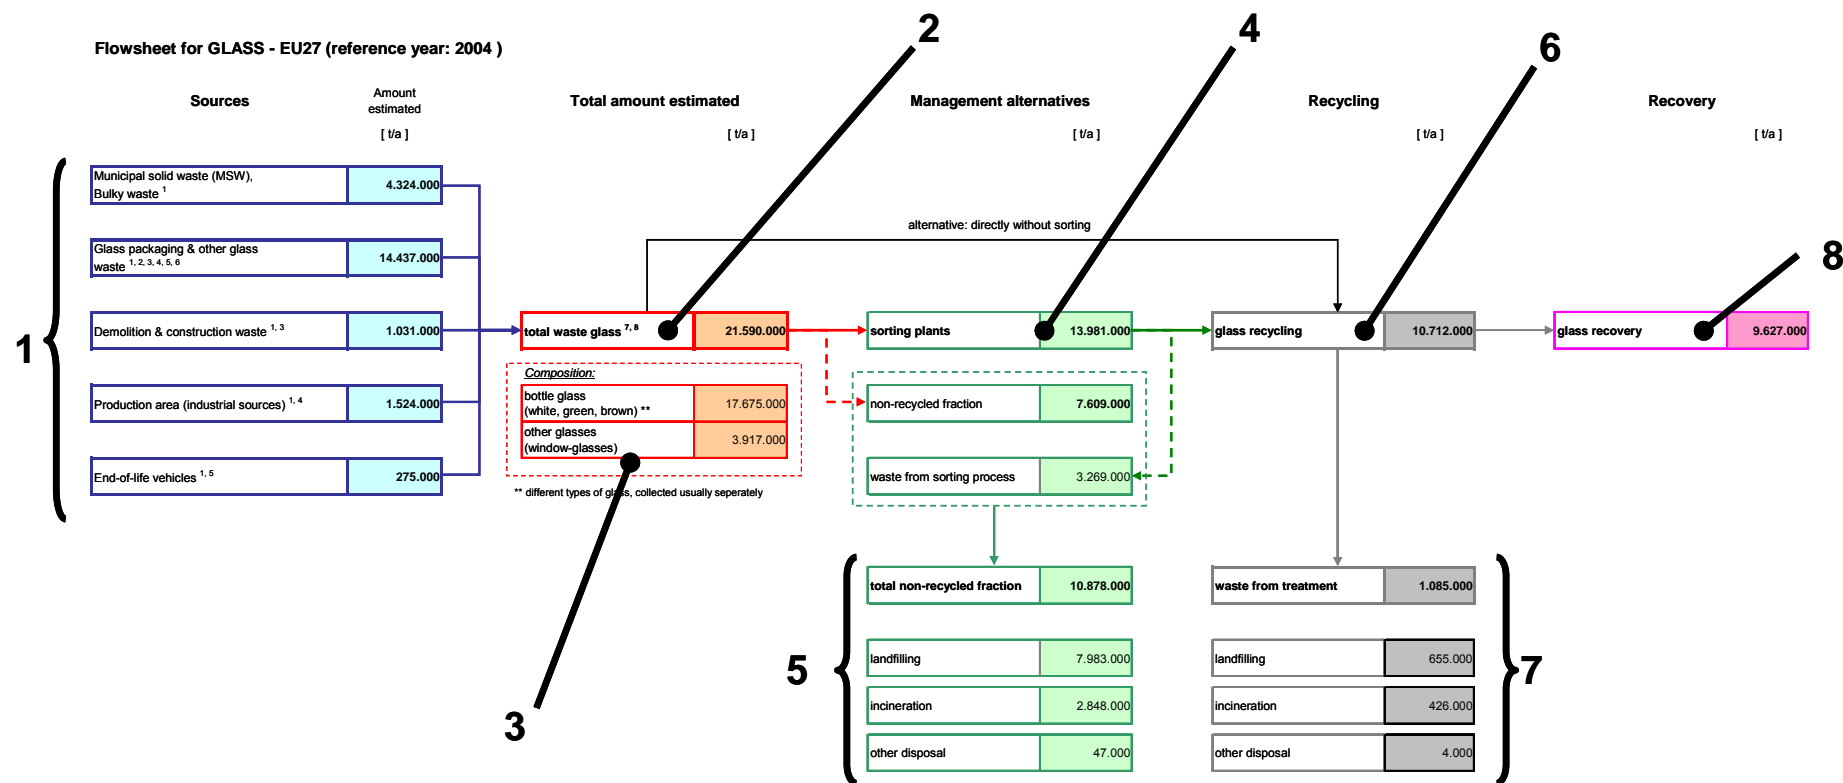 2
4
6
Flowsheet for GLASS - EU27 (reference year: 2004 )
Sources
Amount
estimated
[ t/a ]
Total amount estimated
[ t/a ]
Management alternatives
[ t/a ]
Recycling
[ t/a ]
Recovery
[ t/a ]
1
Municipal solid waste (MSW),
Bulky waste 1
4.324.000
Glass packaging & other glass
waste 1, 2, 3, 4, 5, 6
14.437.000
Demolition & construction waste 1, 3
1.031.000
Production area (industrial sources) 1, 4
1.524.000
End-of-life vehicles 1, 5
275.000
alternative: directly without sorting
total waste glass 7, 8
21.590.000
Composition:
bottle glass
(white, green, brown) **
17.675.000
other glasses
(window-glasses)
3.917.000
** different types of glass, collected usually seperately
3
sorting plants
13.981.000
non-recycled fraction
7.609.000
waste from sorting process
3.269.000
5
total non-recycled fraction
10.878.000
landfilling
7.983.000
incineration
2.848.000
other disposal
47.000
glass recycling
10.712.000
waste from treatment
1.085.000
landfilling
655.000
incineration
426.000
other disposal
4.000
7
8
glass recovery
9.627.000